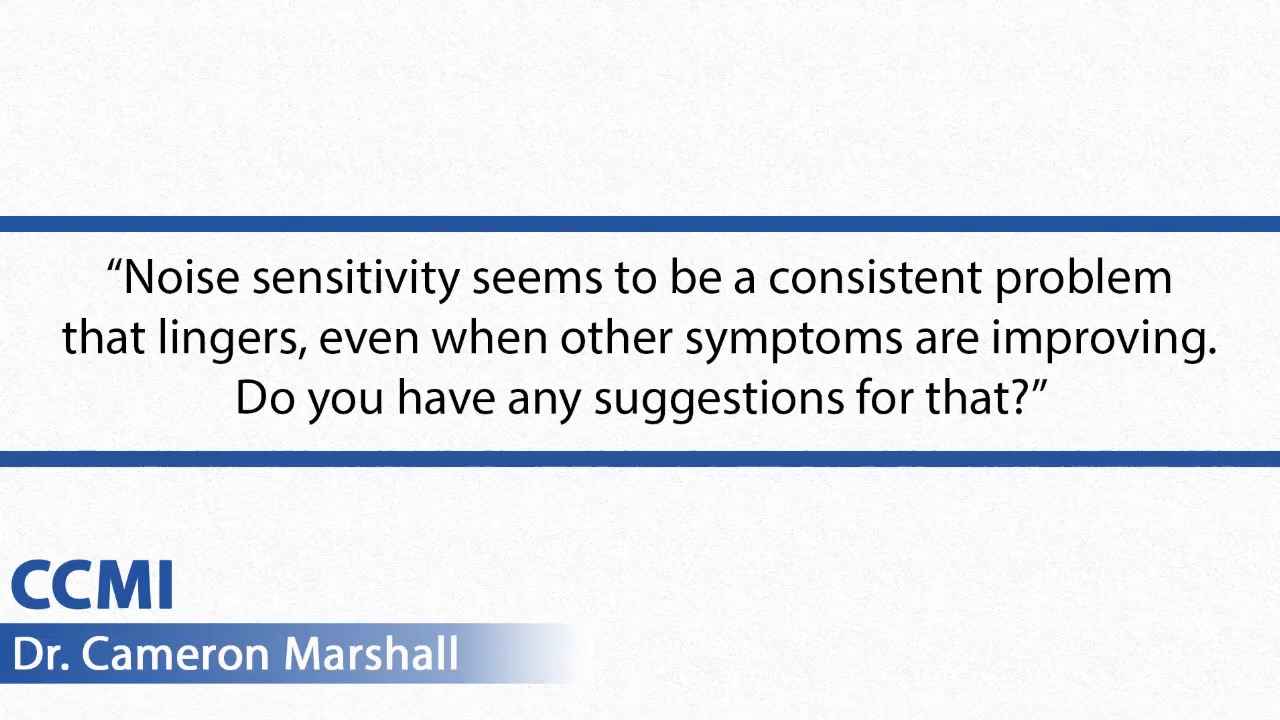 “Noise sensitivity seems to be a consistent problem
that lingers, even when other symptoms are improving.
Do you have any suggestions for that?”
CCMI
Dr. Cameron Marshall